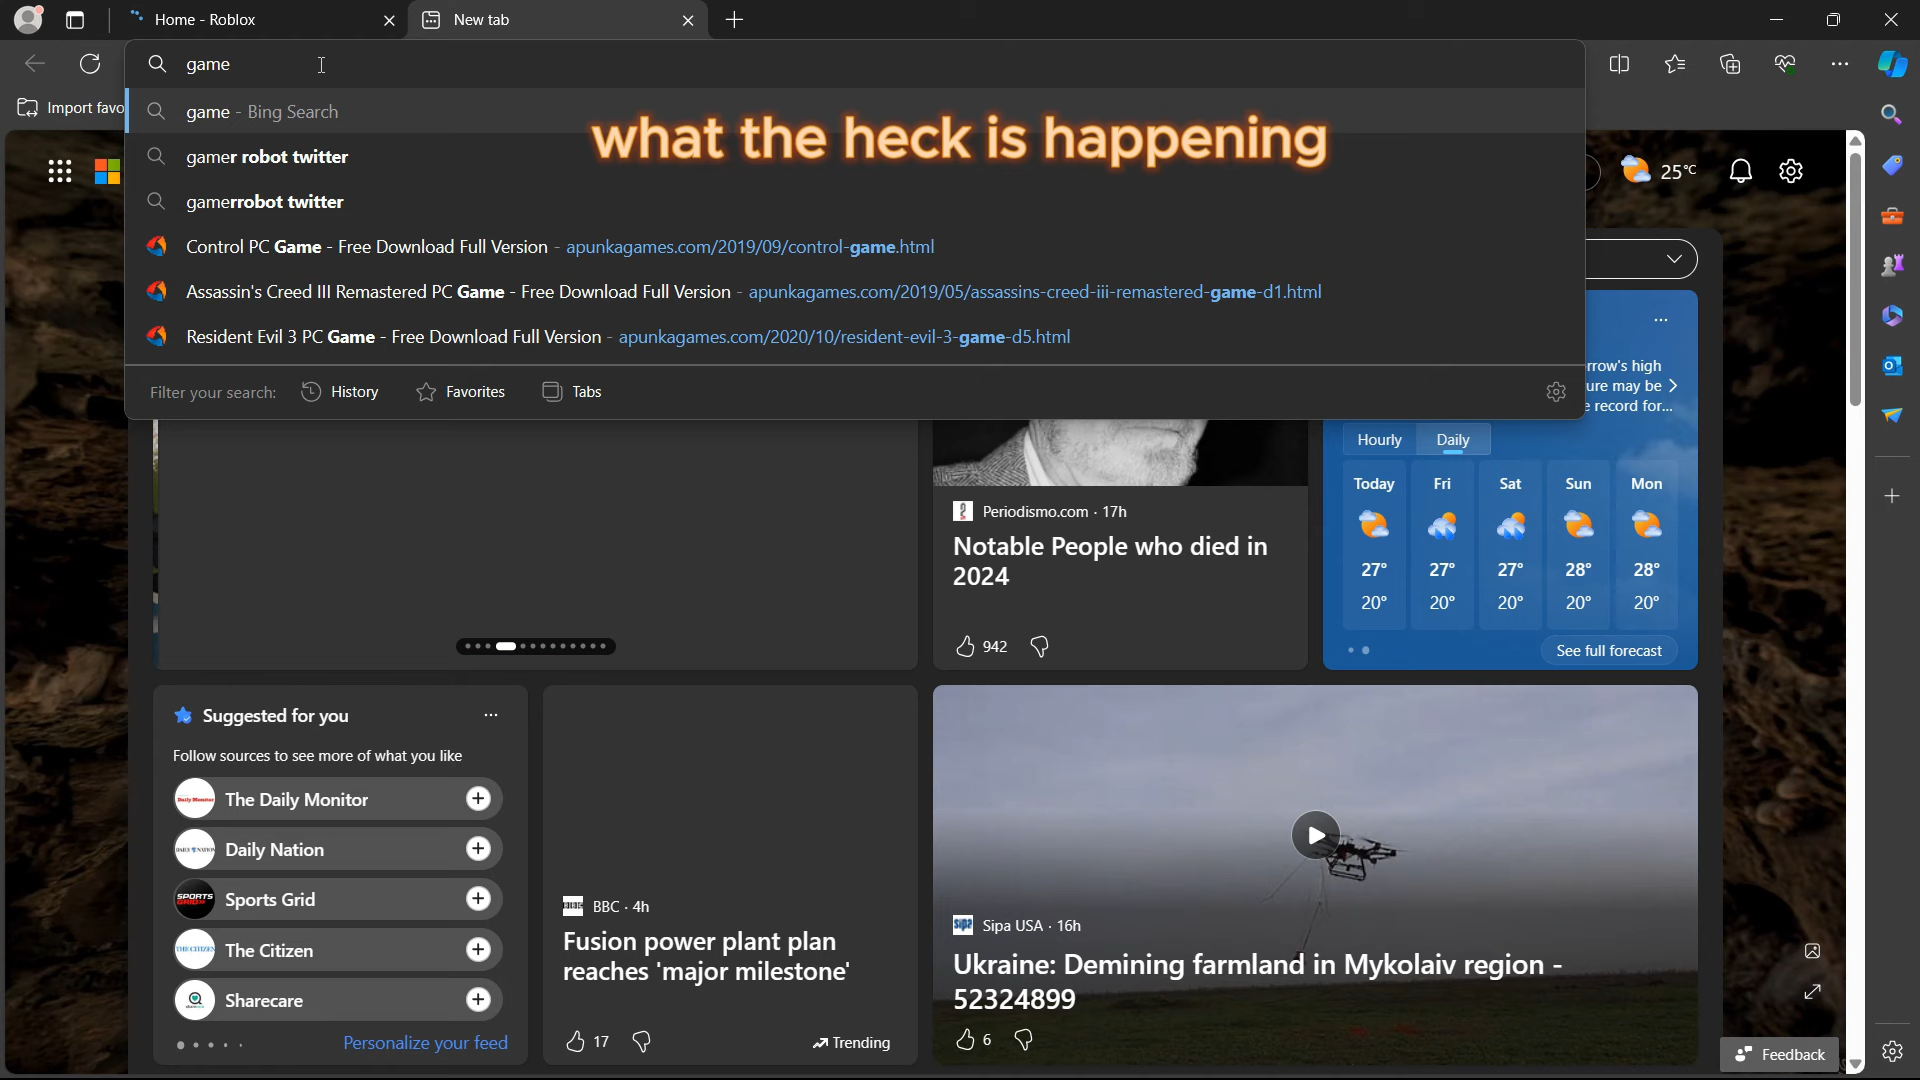 Home - Roblox
New tab
game
Import favo
game - Bing Search
what the heck is happening
gamer robot twitter
gamerrobot twitter
25°C
Control PC Game - Free Download Full Version - apunkagames.com/2019/09/control-game.html
Assassin's Creed III Remastered PC Game - Free Download Full Version - apunkagames.com/2019/05/assassins-creed-iii-remastered-game-d1.html
Resident Evil 3 PC Game - Free Download Full Version - apunkagames.com/2020/10/resident-evil-3-game-d5.html
Filter your search:
History
Favorites
Tabs
rrow's high
ure may be
e record for...
Hourly
Daily
Today
Fri
Sat
Sun
Mon
27°
27°
27°
28°
28°
20°
20°
20°
20°
20°
See full forecast
Periodismo.com · 17h
Notable People who died in
2024
942
Suggested for you
Follow sources to see more of what you like
The Daily Monitor
Daily Nation
SPORTS
GRID
Sports Grid
The Citizen
Sharecare
Personalize your feed
BBC
BBC · 4h
Fusion power plant plan
reaches 'major milestone'
17
Trending
Sipa
Sipa USA · 16h
Ukraine: Demining farmland in Mykolaiv region -
52324899
6
Feedback